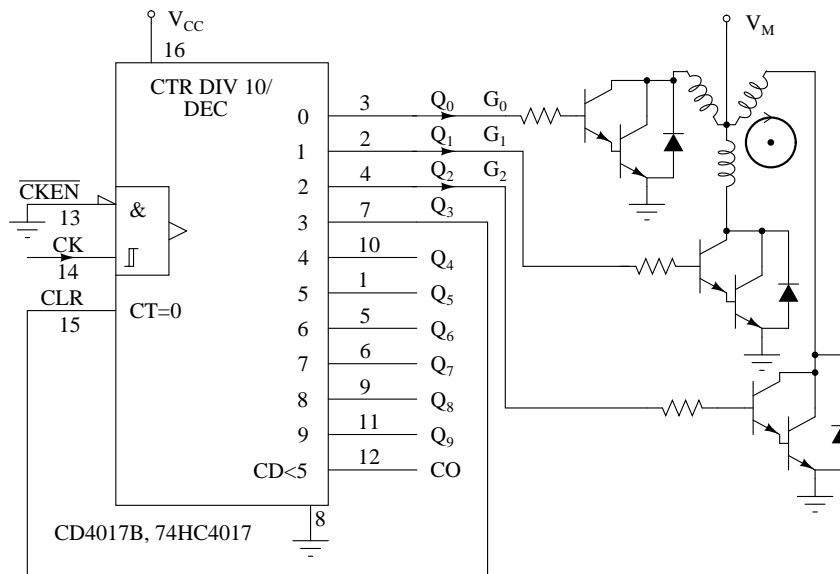 V_CC
16
V_M
CTR DIV 10/
DEC
0 3 Q_0 G_0
1 2 Q_1 G_1
2 4 Q_2 G_2
3 7 Q_3
4 10 Q_4
5 1 Q_5
6 5 Q_6
7 6 Q_7
8 9 Q_8
9 11 Q_9
CD<5 12 CO
CKEN
13
&
CK
14
CLR
15
CT=0
8
CD4017B, 74HC4017